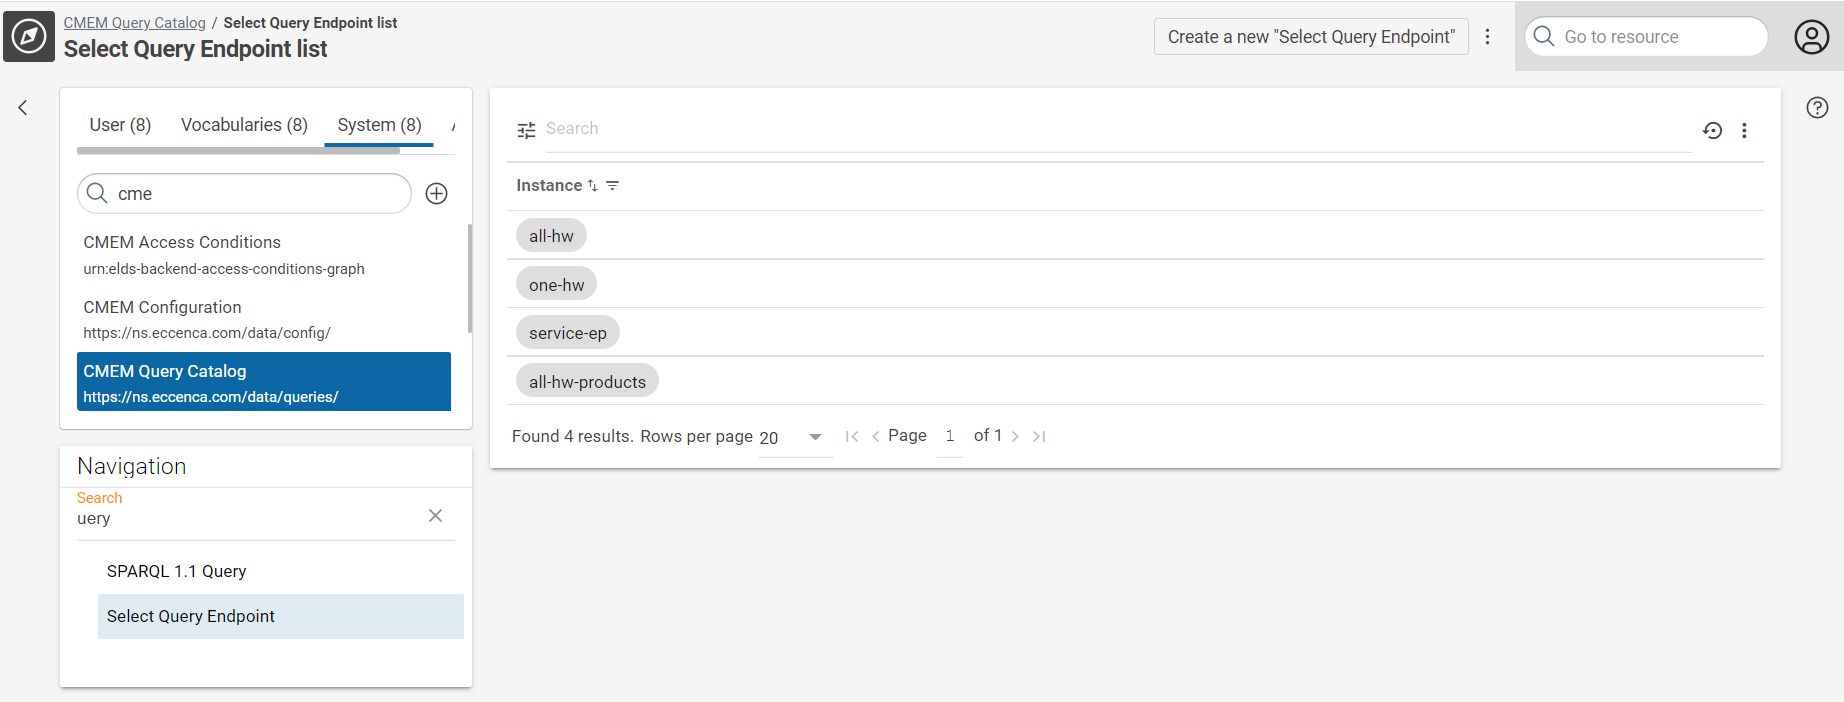 CMEM Query Catalog / Select Query Endpoint list
Select Query Endpoint list
Create a new "Select Query Endpoint"
Go to resource
User (8) Vocabularies (8) System (8)
cme
CMEM Access Conditions
urn:elds-backend-access-conditions-graph
CMEM Configuration
https://ns.eccenca.com/data/config/
CMEM Query Catalog
https://ns.eccenca.com/data/queries/
Navigation
Search
uery
SPARQL 1.1 Query
Select Query Endpoint
Search
Instance
all-hw
one-hw
service-ep
all-hw-products
Found 4 results. Rows per page 20 Page 1 of 1